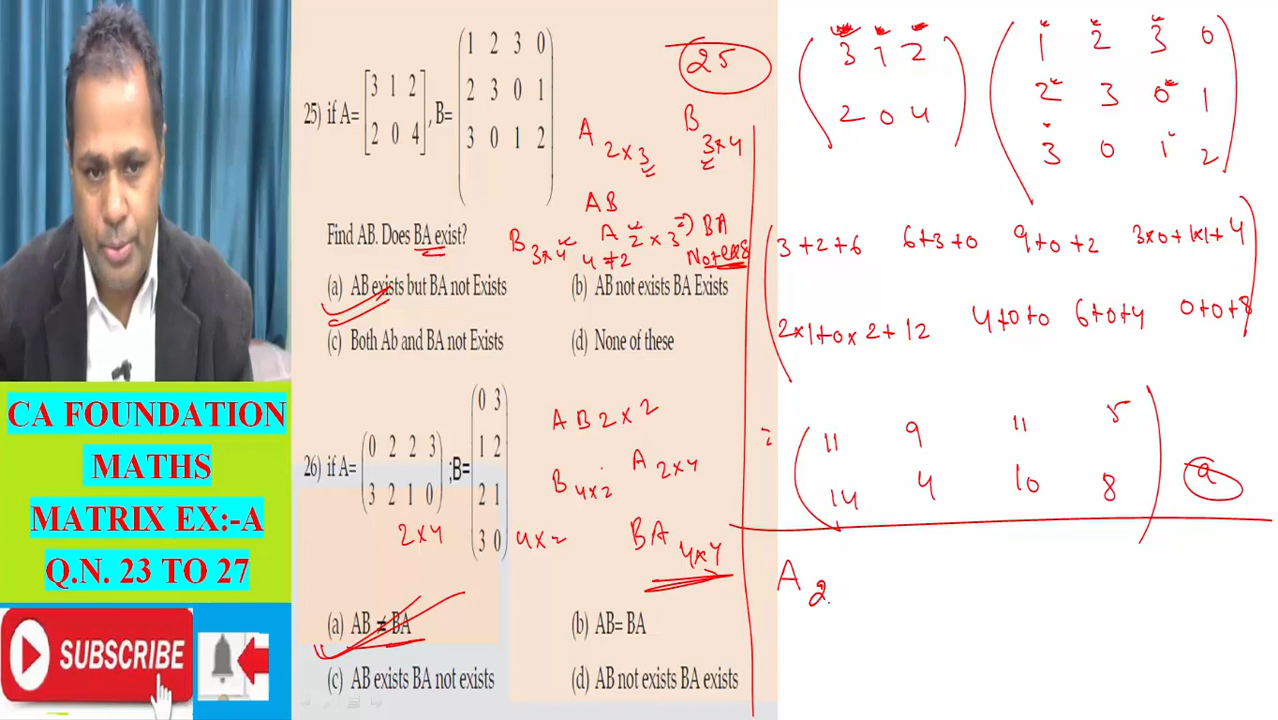 25) if A= [3 1 2 , B= (1 2 3 0
2 0 4] 2 3 0 1
3 0 1 2)
Find AB. Does BA exist?
(a) AB exists but BA not Exists (b) AB not exists BA Exists
(c) Both Ab and BA not Exists (d) None of these
26) if A= (0 2 2 3 ;B= (0 3
3 2 1 0) 1 2
2 1
3 0)
(a) AB ≠ BA (b) AB= BA
(c) AB exists BA not exists (d) AB not exists BA exists
25
A 2×3 B 3×4
AB
B 3×4 A 2×3 ⇒ BA
4≠2
2×4 4×2
AB 2×2
B 4×2 A 2×4
BA 4×4
(3 1 2) (1 2 3 0)
(2 0 4) (2 3 0 1)
(3 0 1 2)
(3+2+6 6+3+0 9+0+2 3×0+1×1+4)
(2×1+0×2+12 4+0+0 6+0+4 0+0+8)
= (11 9 11 5)
(14 4 10 8) a
A 2
CA FOUNDATION
MATHS
MATRIX EX:-A
Q.N. 23 TO 27
SUBSCRIBE